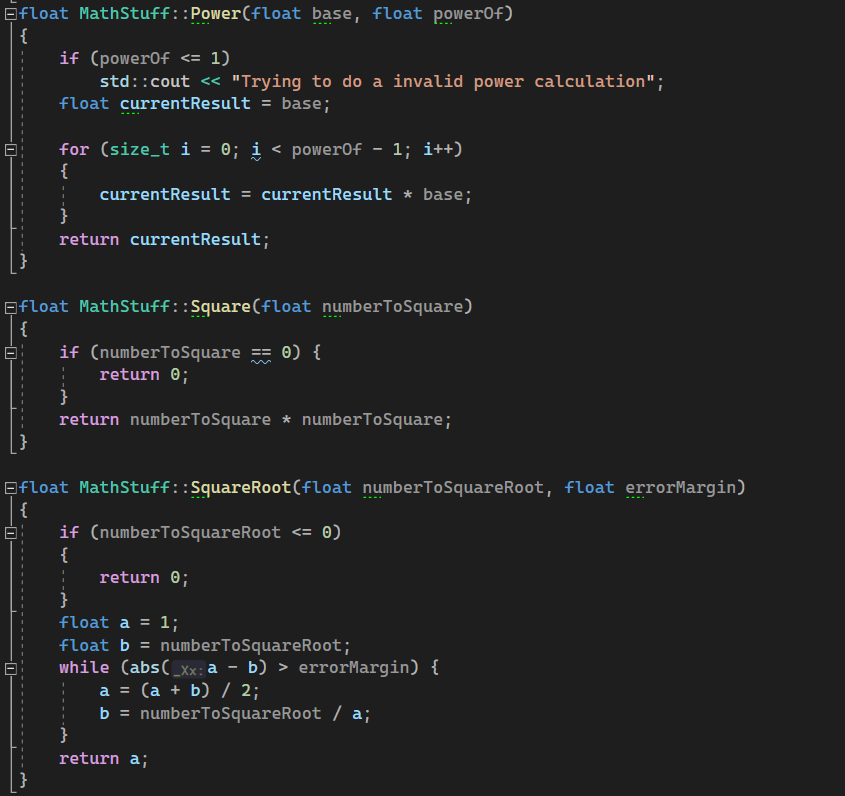 float MathStuff::Power(float base, float powerOf)
{
    if (powerOf <= 1)
        std::cout << "Trying to do a invalid power calculation";
    float currentResult = base;

    for (size_t i = 0; i < powerOf - 1; i++)
    {
        currentResult = currentResult * base;
    }
    return currentResult;
}

float MathStuff::Square(float numberToSquare)
{
    if (numberToSquare == 0) {
        return 0;
    }
    return numberToSquare * numberToSquare;
}

float MathStuff::SquareRoot(float numberToSquareRoot, float errorMargin)
{
    if (numberToSquareRoot <= 0)
    {
        return 0;
    }
    float a = 1;
    float b = numberToSquareRoot;
    while (abs(_Xx:a - b) > errorMargin) {
        a = (a + b) / 2;
        b = numberToSquareRoot / a;
    }
    return a;
}